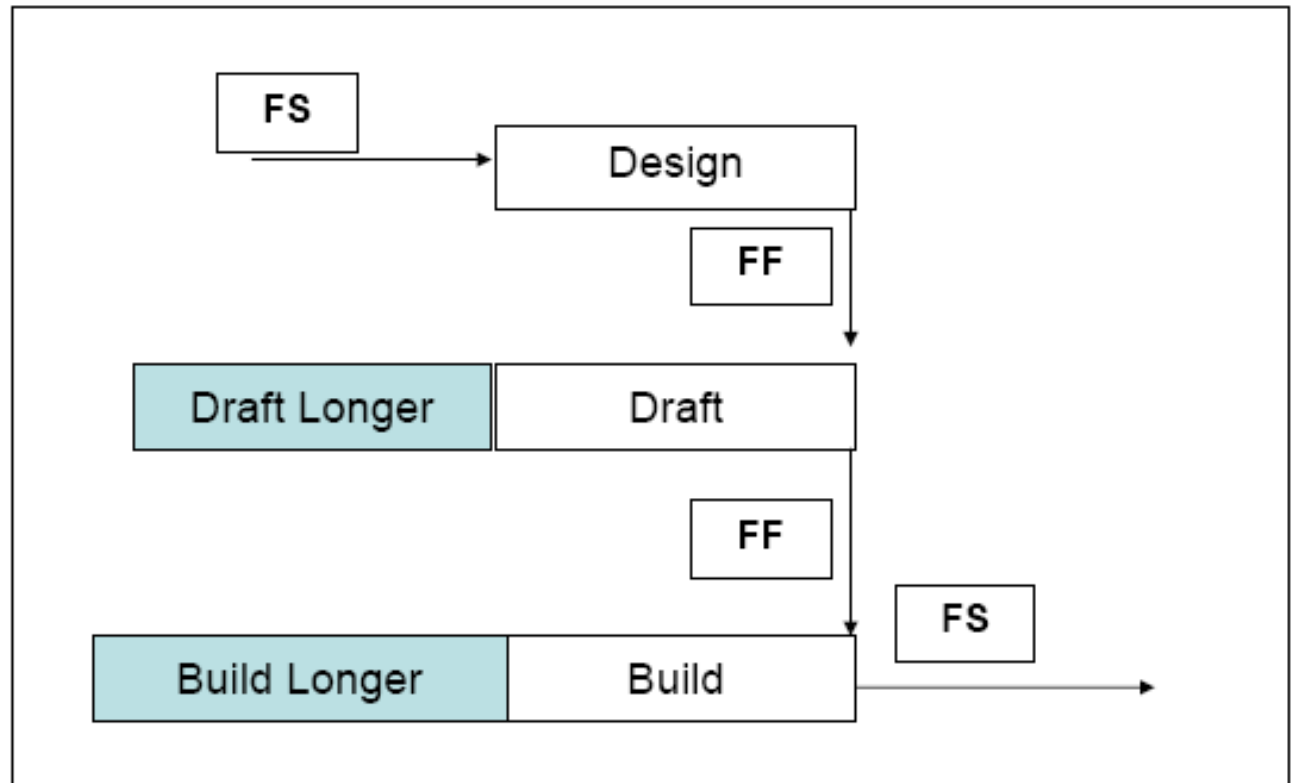 FS
Design
FF
Draft Longer
Draft
FF
FS
Build Longer
Build